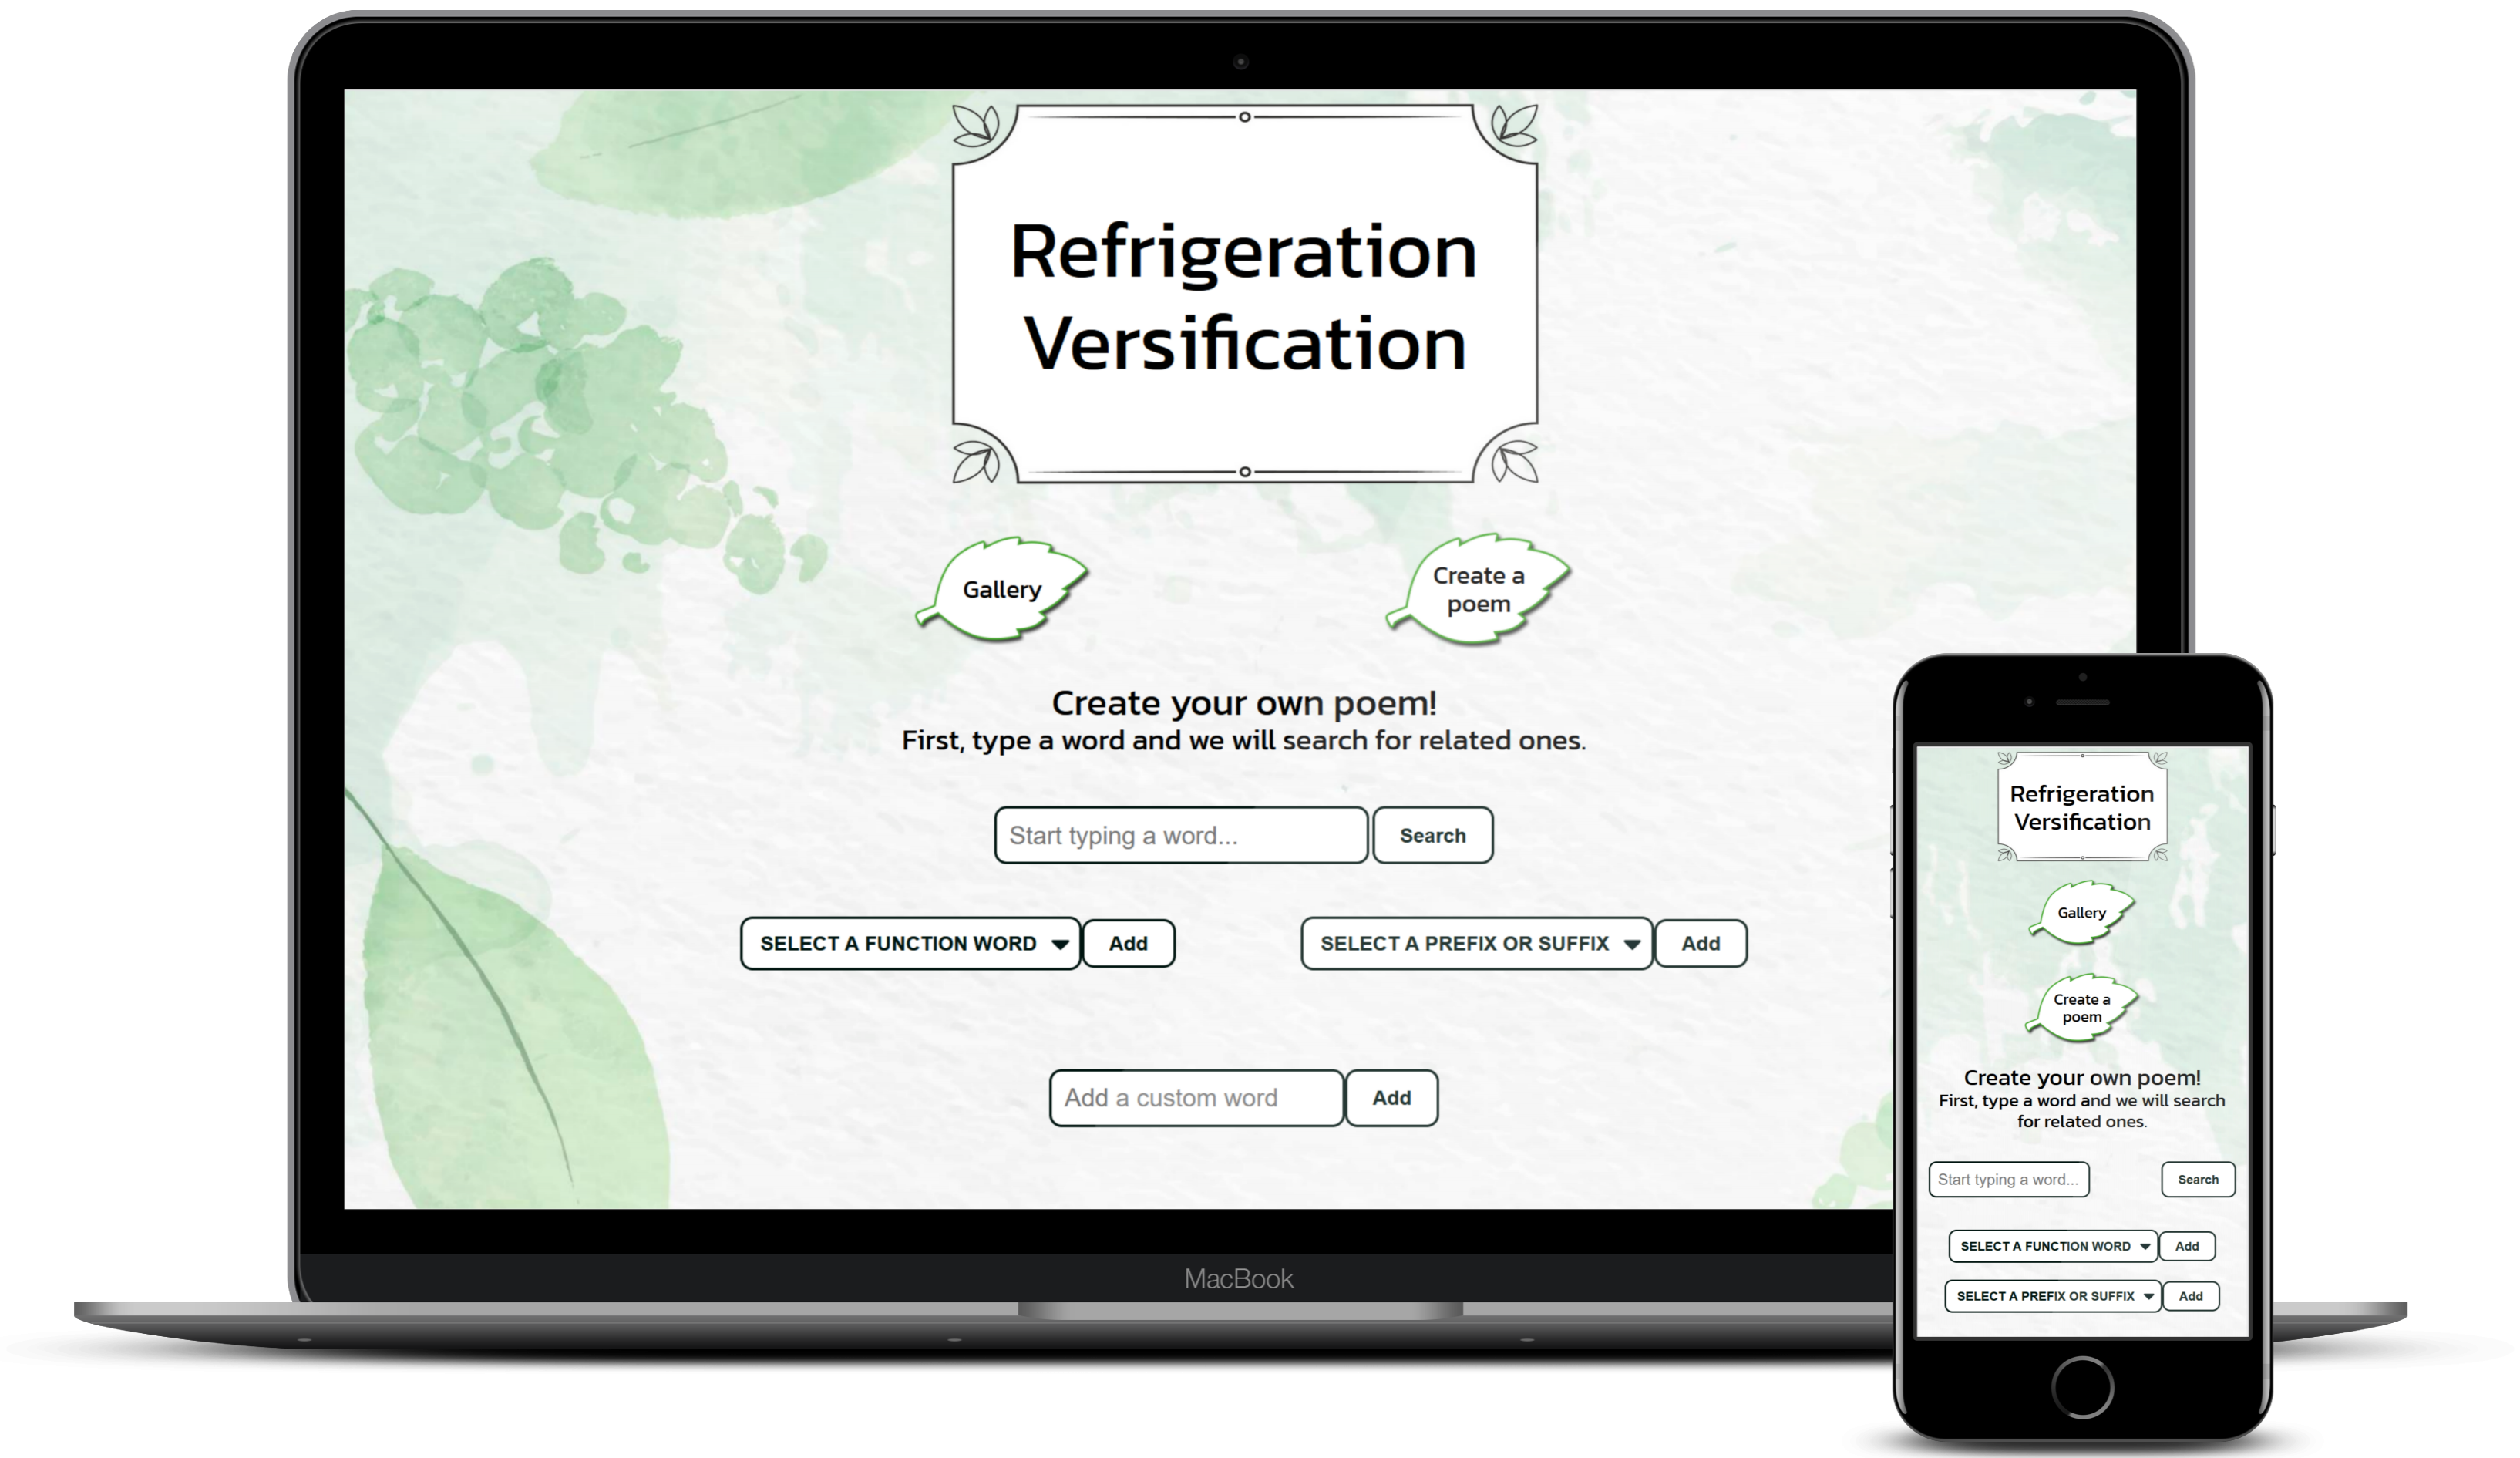 Refrigeration
Versification
Gallery
Create a
poem
Create your own poem!
First, type a word and we will search for related ones.
Start typing a word...
Search
SELECT A FUNCTION WORD
Add
SELECT A PREFIX OR SUFFIX
Add
Add a custom word
Add
MacBook
Refrigeration
Versification
Gallery
Create a
poem
Create your own poem!
First, type a word and we will search
for related ones.
Start typing a word...
Search
SELECT A FUNCTION WORD
Add
SELECT A PREFIX OR SUFFIX
Add